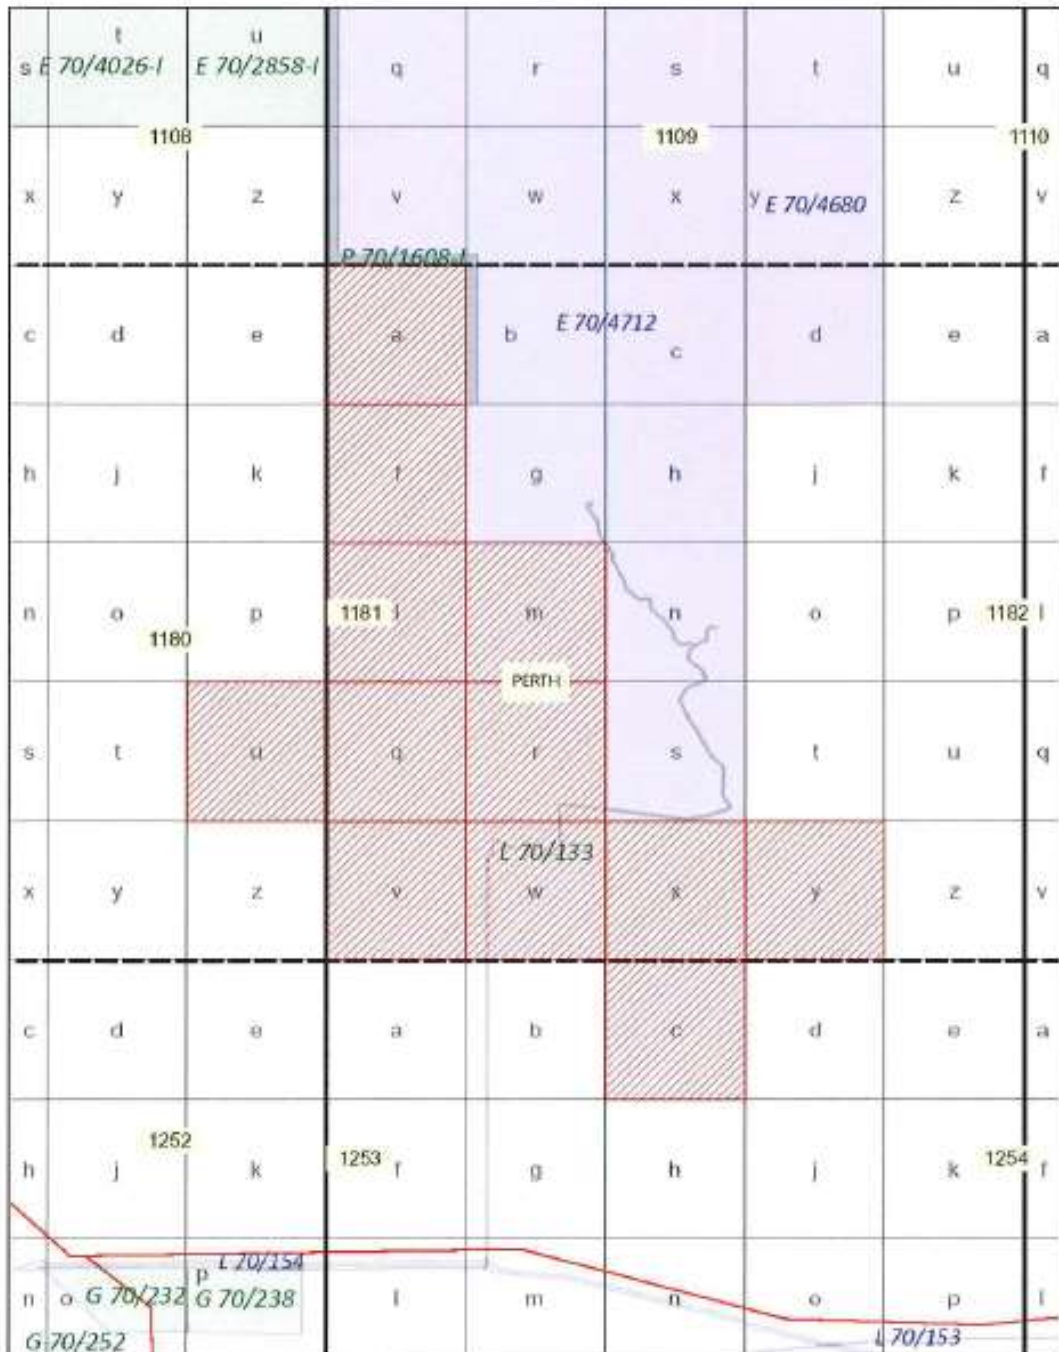 t u
s E 70/4026-I E 70/2858-I q r s t u q
1108 1109 1110
x y z v w x y E 70/4680 z v
P 70/1608-I
c d e a b E 70/4712 c d e a
h j k f g h j k f
n o p 1181 l m n o p 1182 l
1180
PERTH
s t u q r s t u q
L 70/133
x y z v w x y z v
c d e a b c d e a
1252 1253 1254
h j k f g h j k f
L 70/154
p
n o G 70/232 G 70/238 l m n o p l
G 70/252 L 70/153